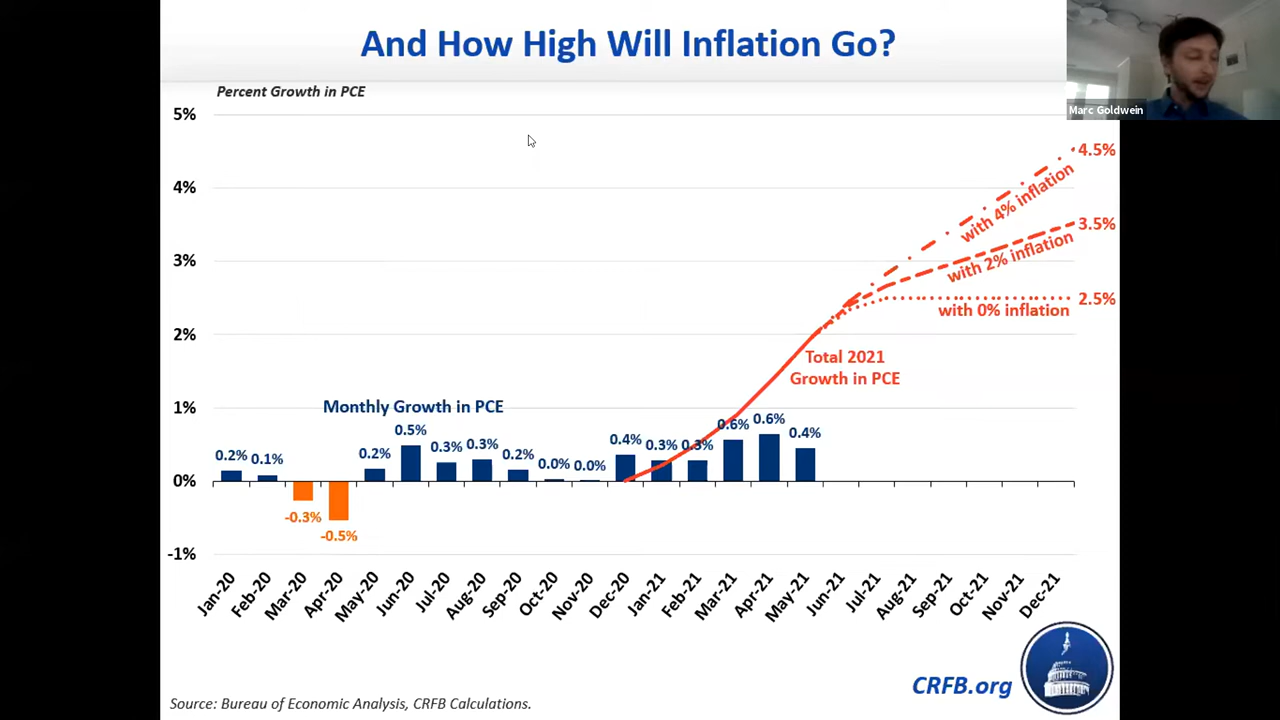 And How High Will Inflation Go?
Marc Goldwein
Percent Growth in PCE
5%
4%
3%
2%
1%
0%
-1%
4.5%
with 4% inflation
3.5%
with 2% inflation
2.5%
with 0% inflation
Total 2021
Growth in PCE
Monthly Growth in PCE
0.2%
0.1%
-0.3%
-0.5%
0.2%
0.5%
0.3%
0.3%
0.2%
0.0%
0.0%
0.4%
0.3%
0.3%
0.6%
0.6%
0.4%
Jan-20
Feb-20
Mar-20
Apr-20
May-20
Jun-20
Jul-20
Aug-20
Sep-20
Oct-20
Nov-20
Dec-20
Jan-21
Feb-21
Mar-21
Apr-21
May-21
Jun-21
Jul-21
Aug-21
Sep-21
Oct-21
Nov-21
Dec-21
CRFB.org
Source: Bureau of Economic Analysis, CRFB Calculations.